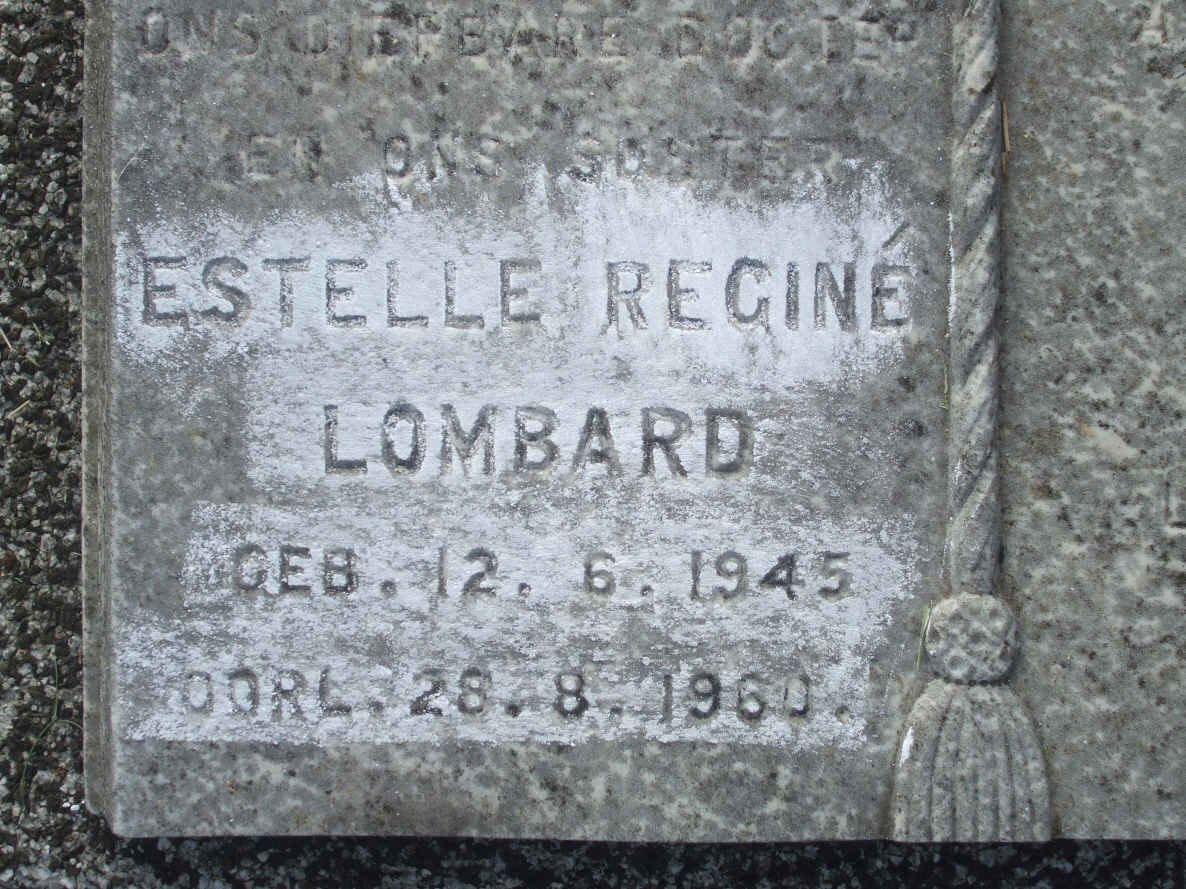 ONS DIERBARE DOGTER
EN ONS SUSTER
ESTELLE REGINÉ
LOMBARD
GEB. 12. 6. 1945
OORL. 28. 8. 1960.